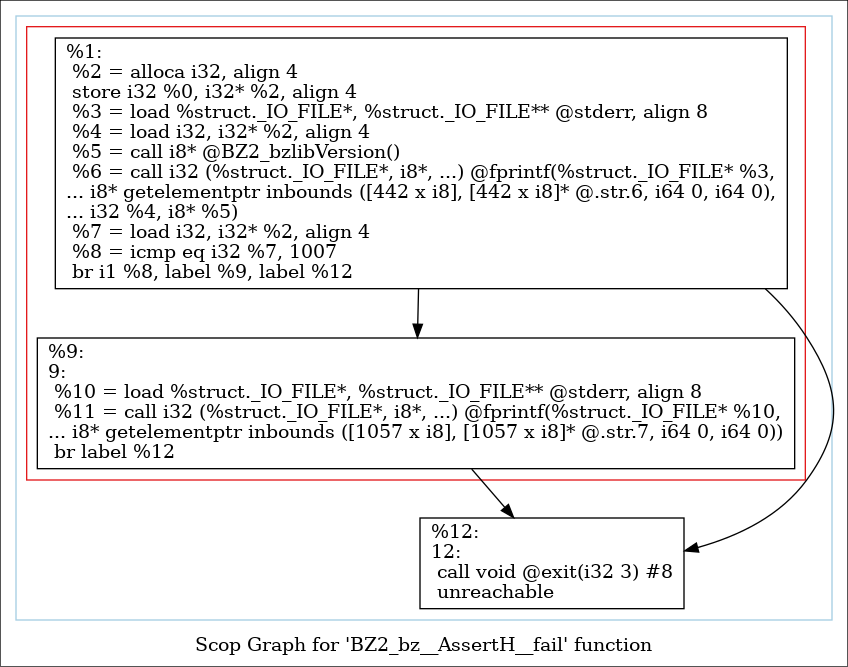 %1:
%2 = alloca i32, align 4
store i32 %0, i32* %2, align 4
%3 = load %struct._IO_FILE*, %struct._IO_FILE** @stderr, align 8
%4 = load i32, i32* %2, align 4
%5 = call i8* @BZ2_bzlibVersion()
%6 = call i32 (%struct._IO_FILE*, i8*, ...) @fprintf(%struct._IO_FILE* %3,
... i8* getelementptr inbounds ([442 x i8], [442 x i8]* @.str.6, i64 0, i64 0),
... i32 %4, i8* %5)
%7 = load i32, i32* %2, align 4
%8 = icmp eq i32 %7, 1007
br i1 %8, label %9, label %12
%9:
9:
%10 = load %struct._IO_FILE*, %struct._IO_FILE** @stderr, align 8
%11 = call i32 (%struct._IO_FILE*, i8*, ...) @fprintf(%struct._IO_FILE* %10,
... i8* getelementptr inbounds ([1057 x i8], [1057 x i8]* @.str.7, i64 0, i64 0))
br label %12
%12:
12:
call void @exit(i32 3) #8
unreachable
Scop Graph for 'BZ2_bz__AssertH__fail' function